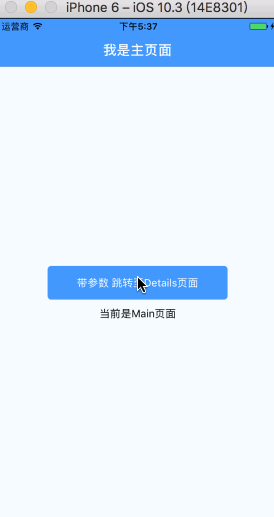 iPhone 6 – iOS 10.3 (14E8301)
运营商 下午5:37
我是主页面
带参数 跳转到Details页面
当前是Main页面